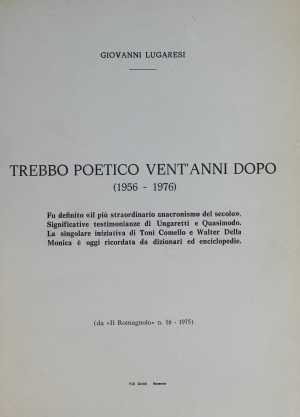 GIOVANNI LUGARESI
TREBBO POETICO VENT'ANNI DOPO
(1956 - 1976)
Fu definito «il più straordinario anacronismo del secolo».
Significative testimonianze di Ungaretti e Quasimodo.
La singolare iniziativa di Toni Comello e Walter Della
Monica è oggi ricordata da dizionari ed enciclopedie.
(da «Il Romagnolo» n. 16 - 1975)
Ravenna